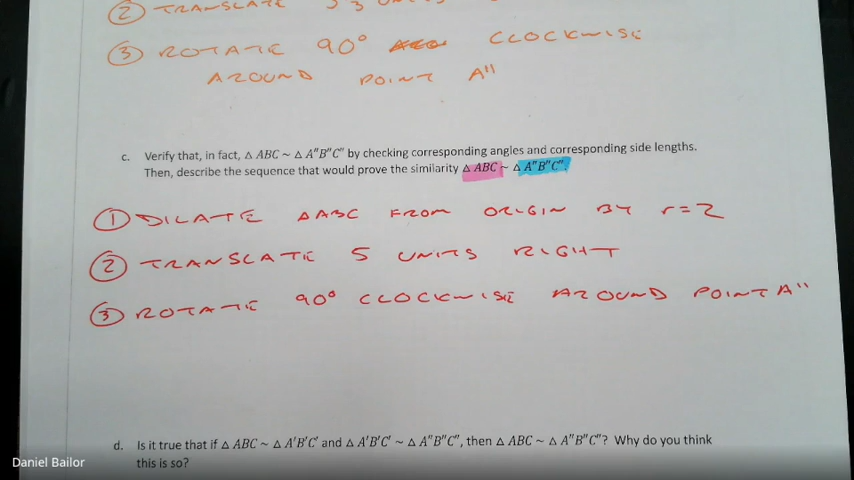 ② TRANSLATE
③ ROTATE 90° CLOCKWISE
AROUND POINT A"
c. Verify that, in fact, △ ABC ~ △ A"B"C" by checking corresponding angles and corresponding side lengths.
Then, describe the sequence that would prove the similarity △ ABC ~ △ A"B"C".
① DILATE △ABC FROM ORIGIN BY r=2
② TRANSLATE 5 UNITS RIGHT
③ ROTATE 90° CLOCKWISE AROUND POINT A"
d. Is it true that if △ ABC ~ △ A'B'C' and △ A'B'C' ~ △ A"B"C", then △ ABC ~ △ A"B"C"? Why do you think
this is so?
Daniel Bailor